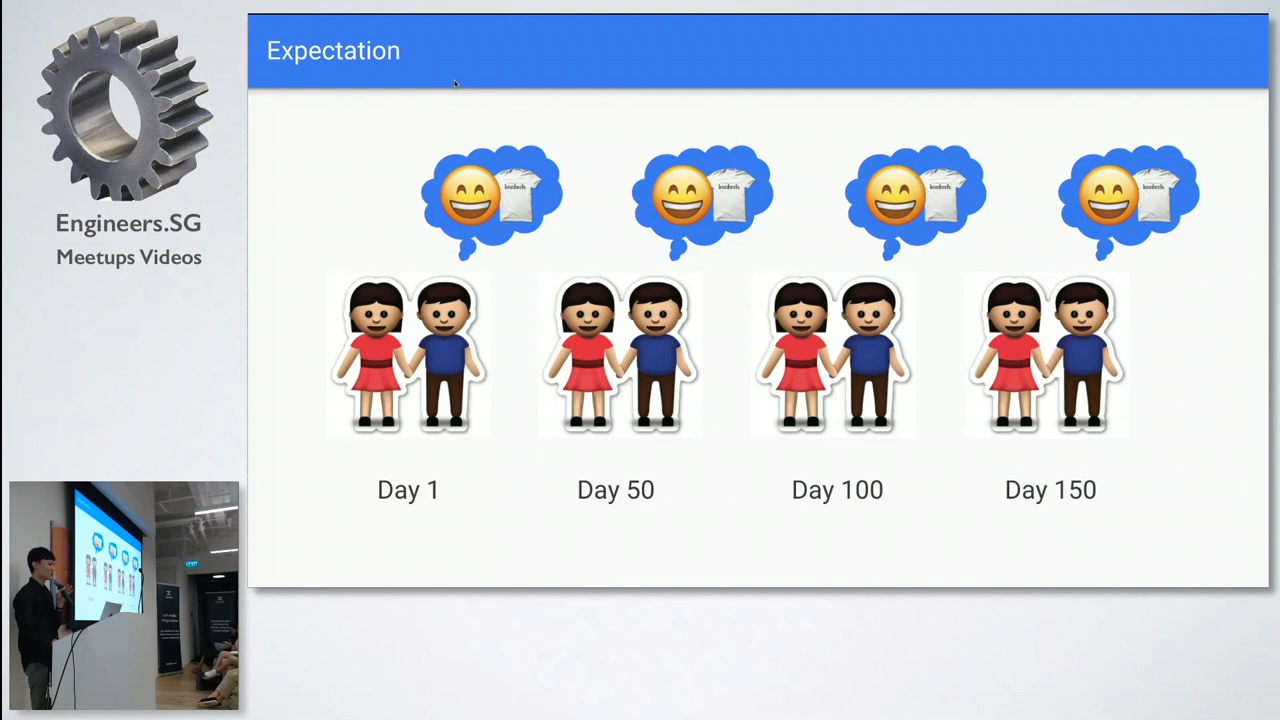 Expectation
Engineers.SG
Meetups Videos
Day 1
Day 50
Day 100
Day 150